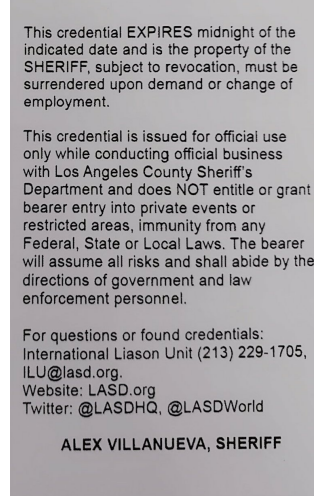 This credential EXPIRES midnight of the
indicated date and is the property of the
SHERIFF, subject to revocation, must be
surrendered upon demand or change of
employment.
This credential is issued for official use
only while conducting official business
with Los Angeles County Sheriff's
Department and does NOT entitle or grant
bearer entry into private events or
restricted areas, immunity from any
Federal, State or Local Laws. The bearer
will assume all risks and shall abide by the
directions of government and law
enforcement personnel.
For questions or found credentials:
International Liason Unit (213) 229-1705,
ILU@lasd.org.
Website: LASD.org
Twitter: @LASDHQ, @LASDWorld
ALEX VILLANUEVA, SHERIFF